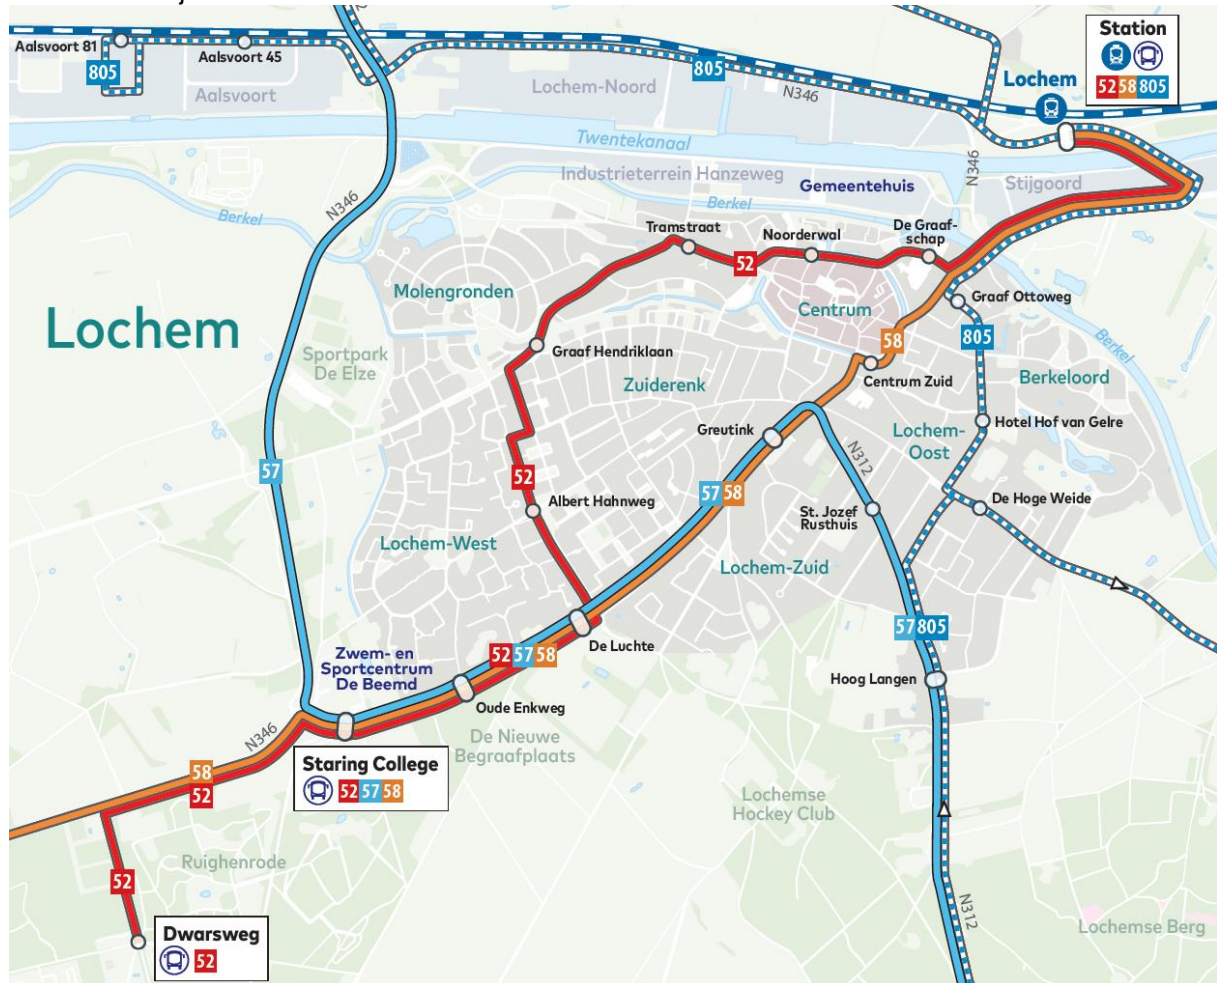 Aalsvoort 81
805
Aalsvoort 45
Aalsvoort
Lochem-Noord
805
N346
Lochem
Station
52 58 805
Twentekanaal
Industrieterrein Hanzeweg
Gemeentehuis
N346
Stijgoord
N346
Berkel
Berkel
Tramstraat
Noorderwal
De Graaf-
schap
52
Molengronden
Centrum
Graaf Ottoweg
Lochem
58
805
Berkel
Sportpark
De Elze
Graaf Hendriklaan
Zuiderenk
Centrum Zuid
Berkeloord
Greutink
Hotel Hof van Gelre
Lochem-
Oost
N312
57
52
57 58
Albert Hahnweg
De Hoge Weide
St. Jozef
Rusthuis
Lochem-West
Lochem-Zuid
57 805
52 57 58
De Luchte
Zwem- en
Sportcentrum
De Beemd
Hoog Langen
Oude Enkweg
N346
De Nieuwe
Begraafplaats
58
52
Staring College
52 57 58
Lochemse
Hockey Club
Ruighenrode
52
N312
Lochemse Berg
Dwarsweg
52